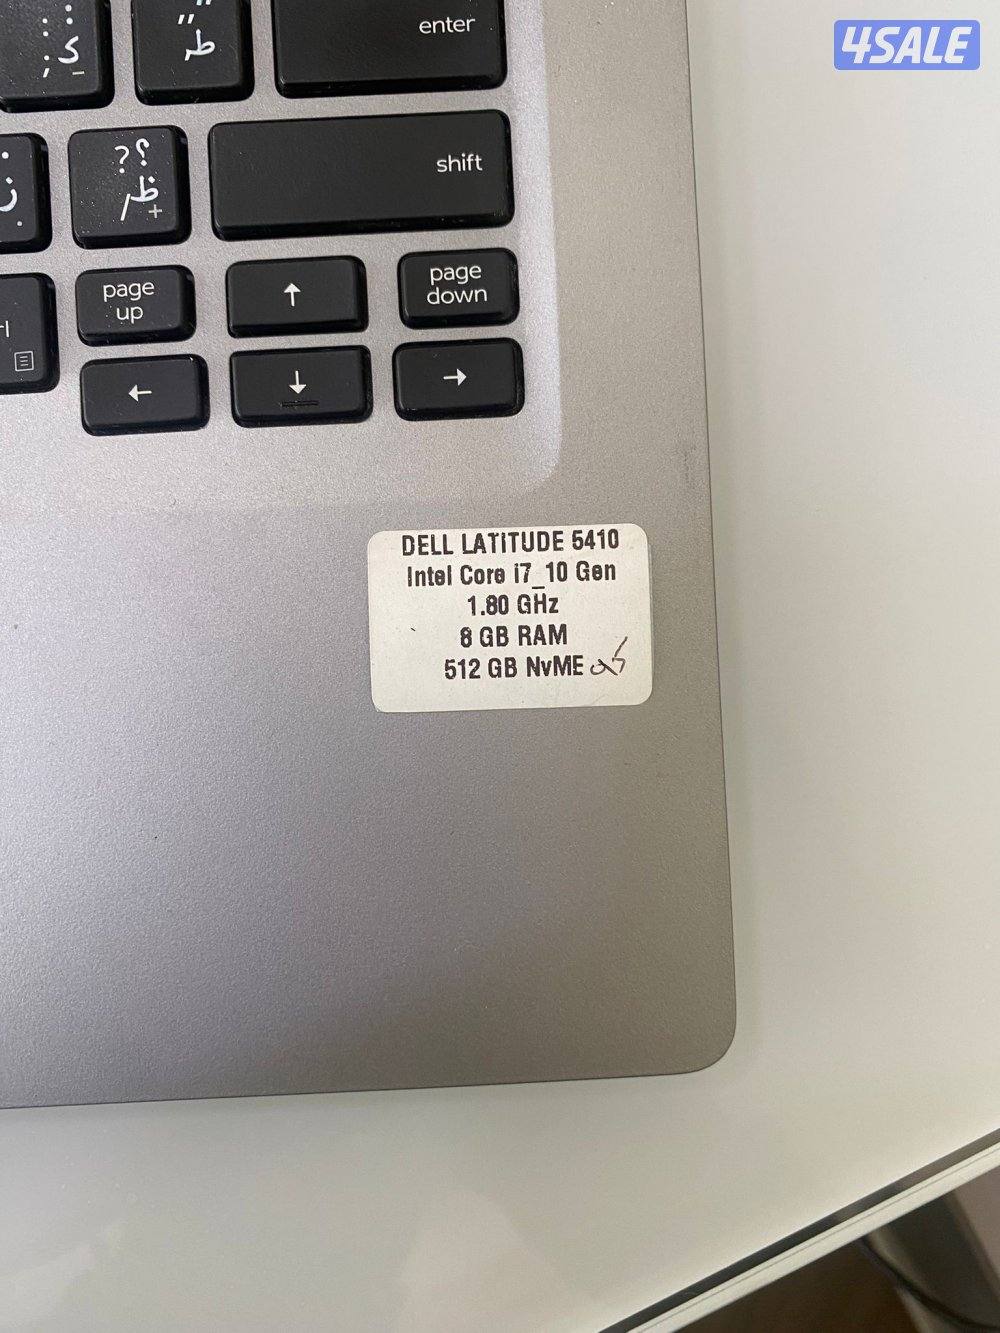 4SALE
enter
ك
;
ط
"
shift
؟ ?
ظ
/ +
ز
.
page
up
↑
page
down
←
↓
→
DELL LATITUDE 5410
Intel Core i7_10 Gen
1.80 GHz
8 GB RAM
512 GB NvME